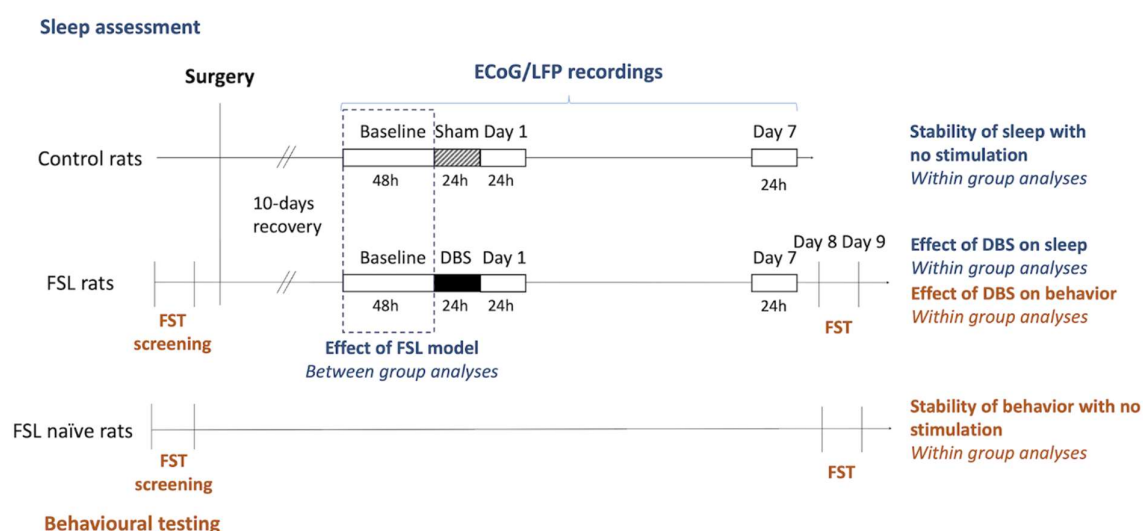 Sleep assessment
Surgery
ECoG/LFP recordings
Baseline Sham Day 1
Day 7
Control rats
48h 24h 24h
24h
Stability of sleep with
no stimulation
Within group analyses
10-days
recovery
Baseline DBS Day 1
Day 7
Day 8 Day 9
FSL rats
48h 24h 24h
24h
FST
screening
FST
Effect of DBS on sleep
Within group analyses
Effect of DBS on behavior
Within group analyses
Effect of FSL model
Between group analyses
FSL naïve rats
FST
screening
FST
Stability of behavior with no
stimulation
Within group analyses
Behavioural testing